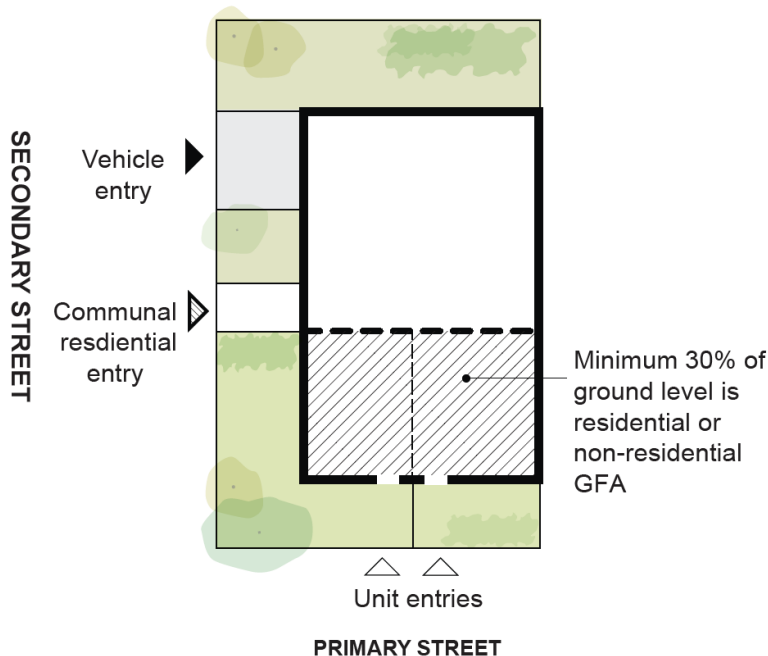 SECONDARY STREET
Vehicle
entry
Communal
resdiential
entry
Minimum 30% of
ground level is
residential or
non-residential
GFA
Unit entries
PRIMARY STREET